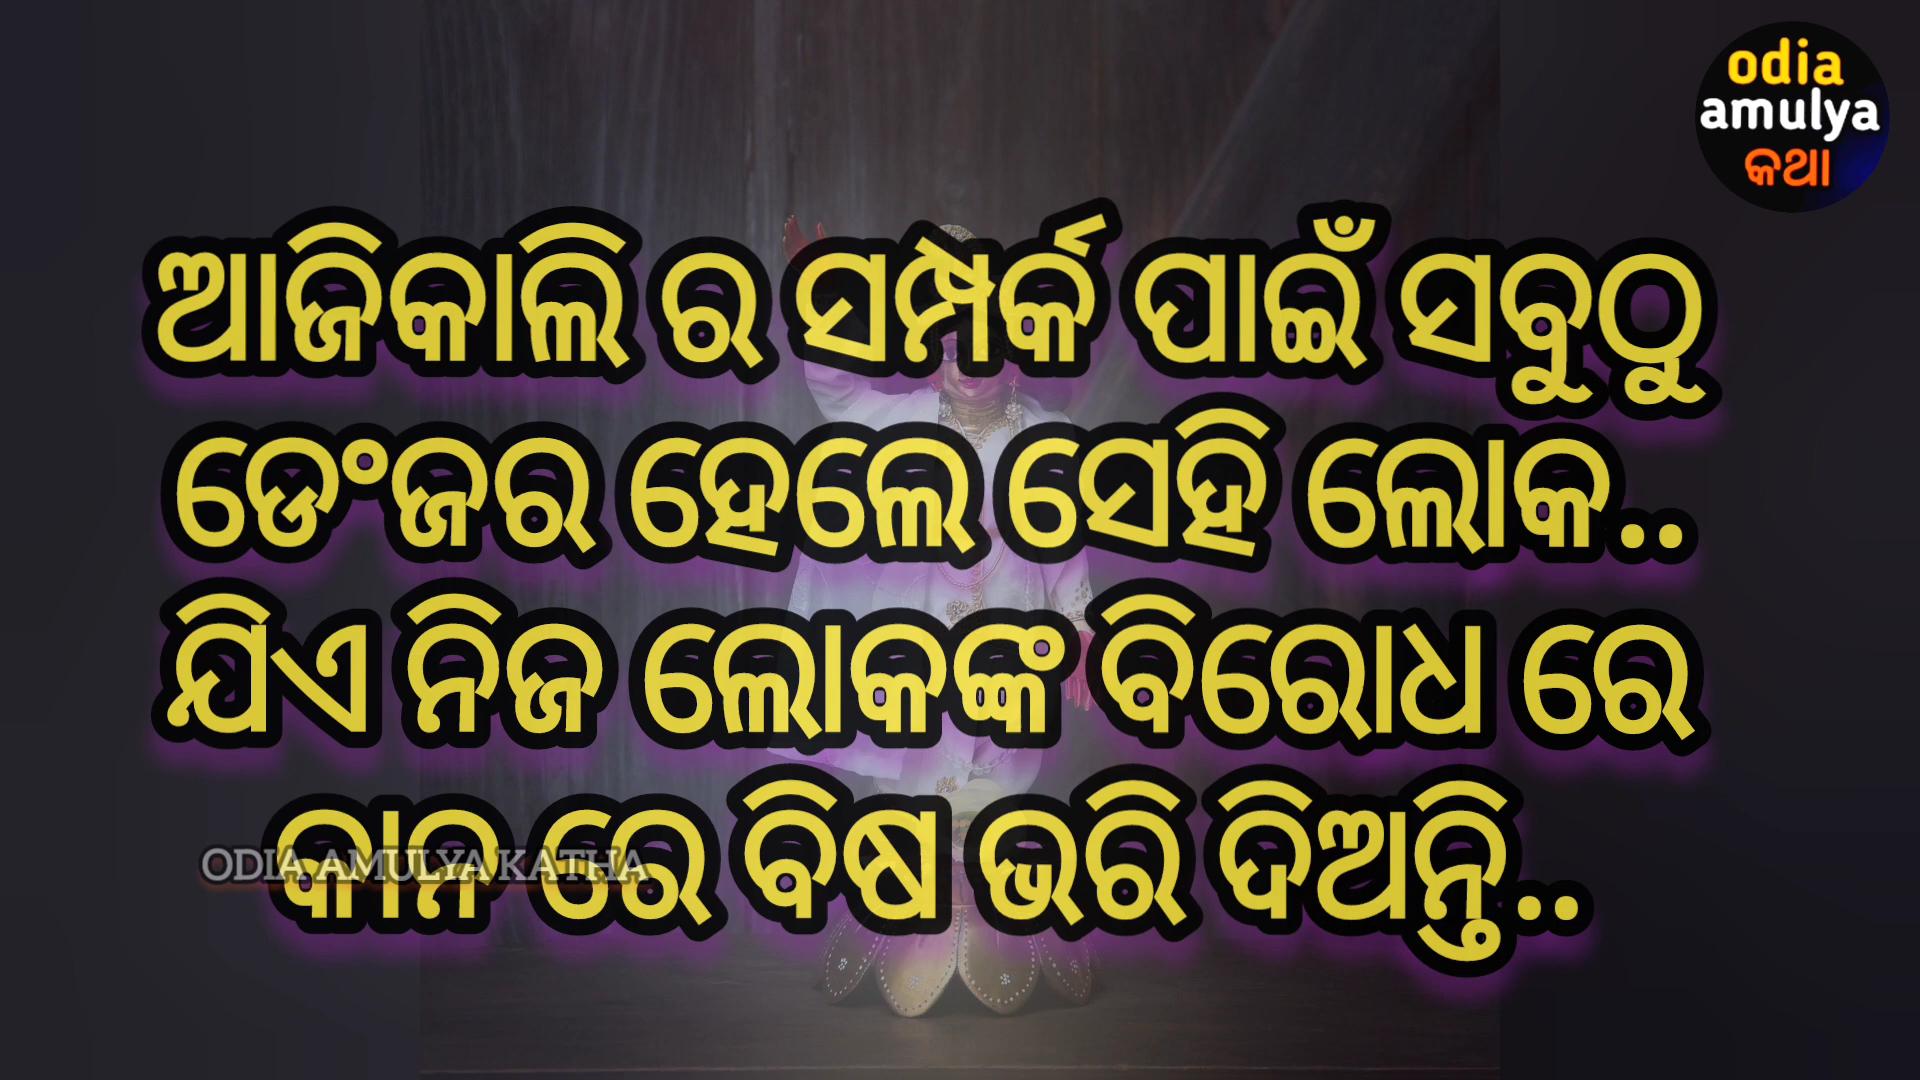 odia
amulya
କଥା
ଆଜିକାଲି ର ସମ୍ପର୍କ ପାଇଁ ସବୁଠୁ
ଡେଂଜର ହେଲେ ସେହି ଲୋକ..
ଯିଏ ନିଜ ଲୋକଙ୍କ ବିରୋଧ ରେ
କାନ ରେ ବିଷ ଭରି ଦିଅନ୍ତି..
ODIA AMULYA KATHA